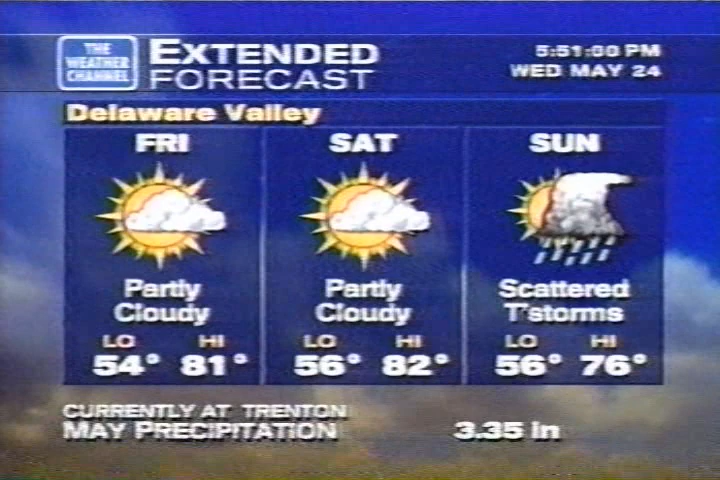 THE
WEATHER
CHANNEL
EXTENDED
FORECAST
5:51:00 PM
WED MAY 24
Delaware Valley
FRI
Partly
Cloudy
LO HI
54° 81°
SAT
Partly
Cloudy
LO HI
56° 82°
SUN
Scattered
T'storms
LO HI
56° 76°
CURRENTLY AT TRENTON
MAY PRECIPITATION 3.35 in